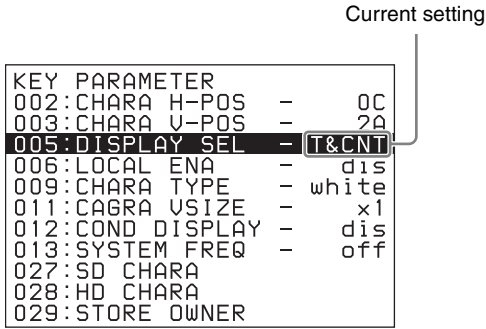 Current setting
KEY PARAMETER
002:CHARA H-POS - 0C
003:CHARA V-POS - 2A
005:DISPLAY SEL - T&CNT
006:LOCAL ENA - dis
009:CHARA TYPE - white
011:CAGRA VSIZE - x1
012:COND DISPLAY - dis
013:SYSTEM FREQ - off
027:SD CHARA
028:HD CHARA
029:STORE OWNER